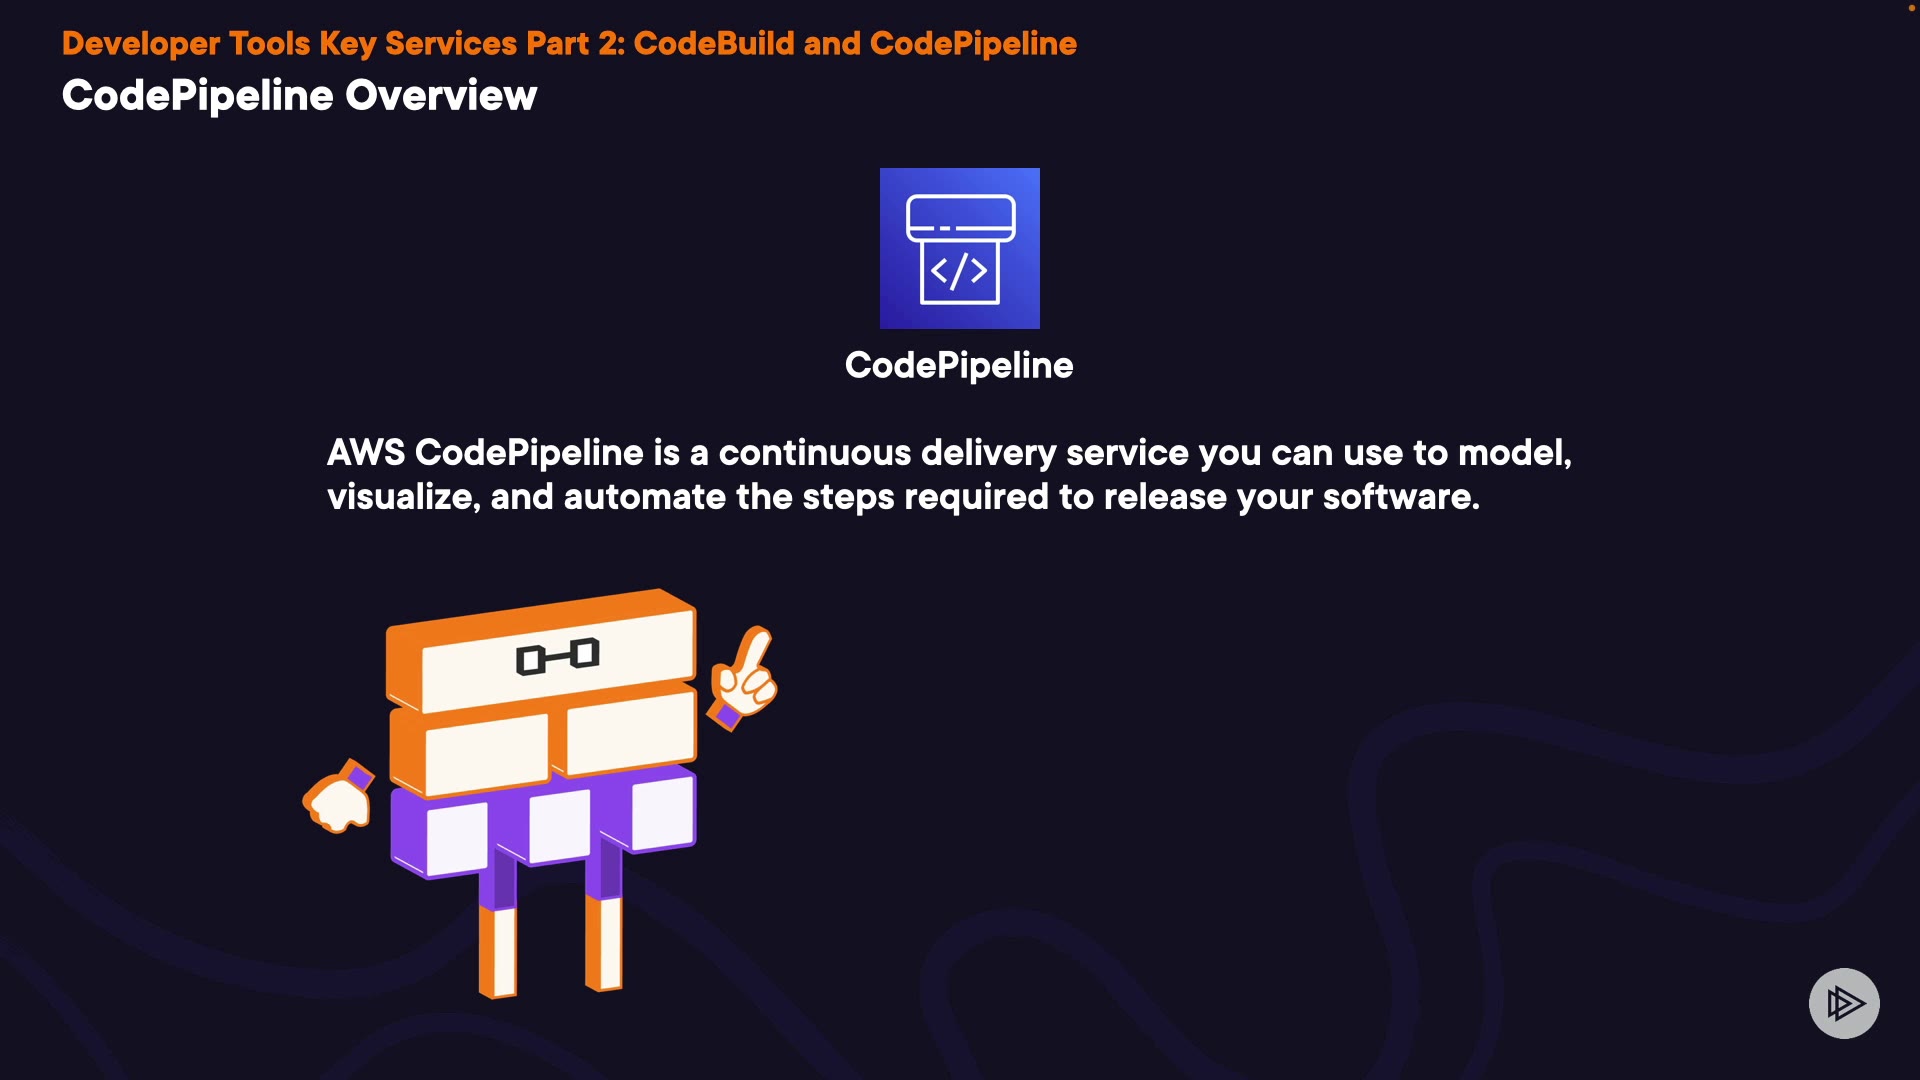 Developer Tools Key Services Part 2: CodeBuild and CodePipeline
CodePipeline Overview
</>
CodePipeline
AWS CodePipeline is a continuous delivery service you can use to model,
visualize, and automate the steps required to release your software.